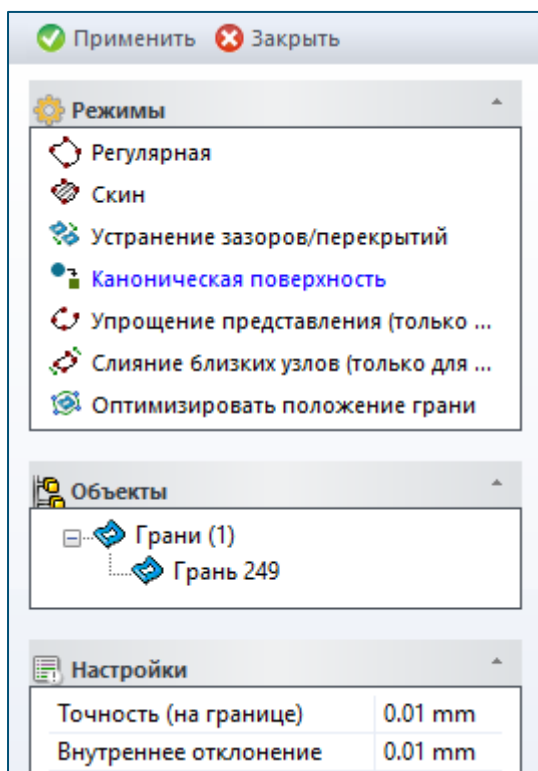 Применить Закрыть
Режимы
Регулярная
Скин
Устранение зазоров/перекрытий
Каноническая поверхность
Упрощение представления (только ...
Слияние близких узлов (только для ...
Оптимизировать положение грани
Объекты
Грани (1)
Грань 249
Настройки
Точность (на границе) 0.01 mm
Внутреннее отклонение 0.01 mm